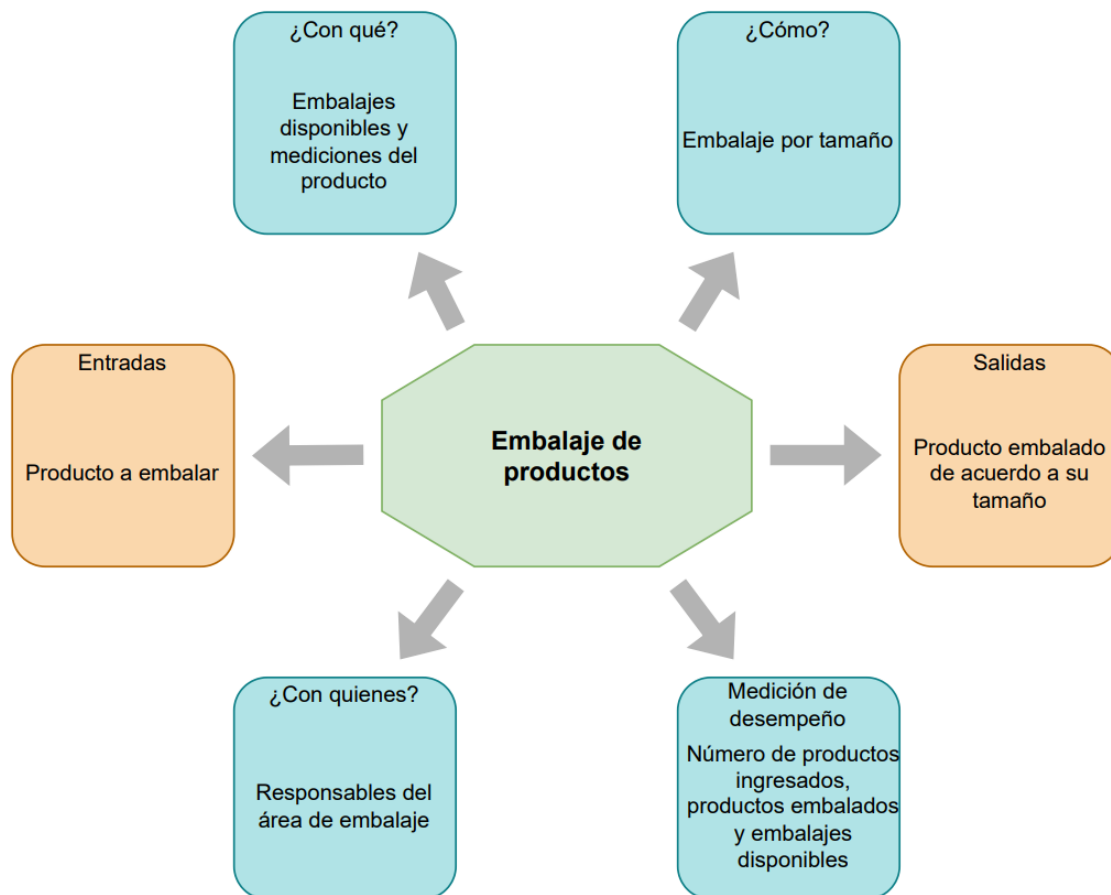 ¿Con qué?
Embalajes
disponibles y
mediciones del
producto
¿Cómo?
Embalaje por tamaño
Entradas
Producto a embalar
Embalaje de
productos
Salidas
Producto embalado
de acuerdo a su
tamaño
¿Con quienes?
Responsables del
área de embalaje
Medición de
desempeño
Número de productos
ingresados,
productos embalados
y embalajes
disponibles